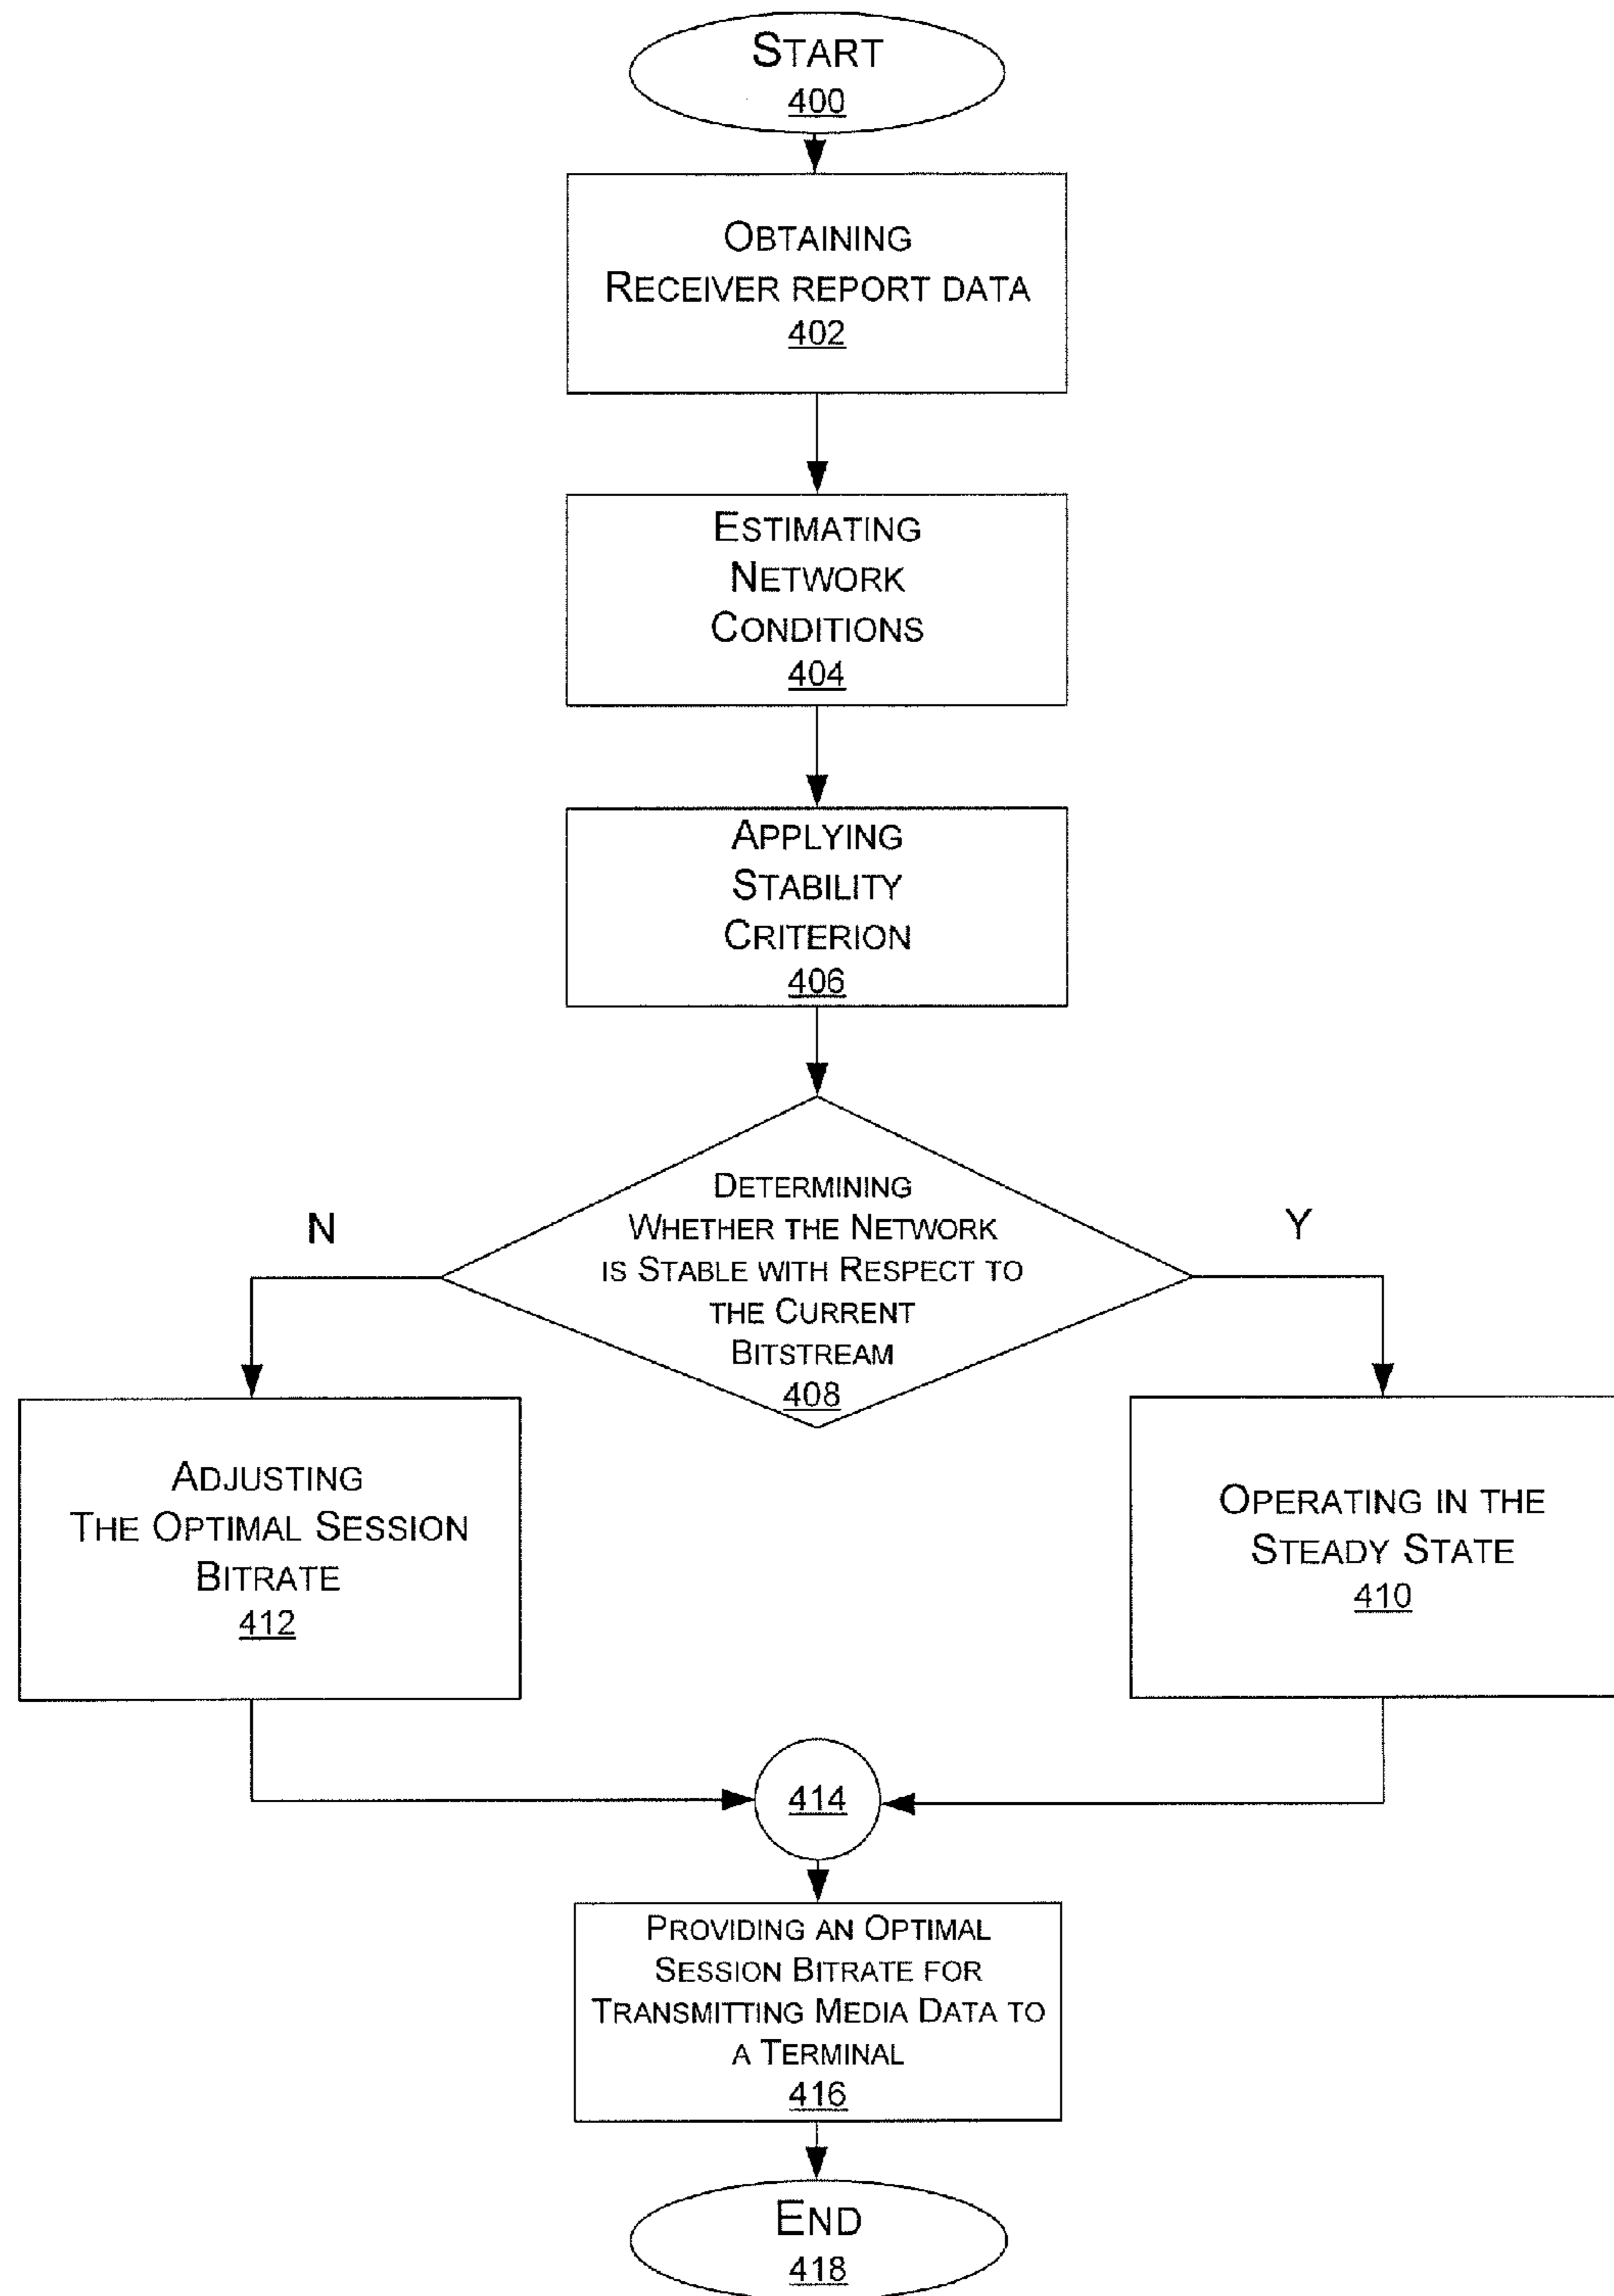 START
400
OBTAINING
RECEIVER REPORT DATA
402
ESTIMATING
NETWORK
CONDITIONS
404
APPLYING
STABILITY
CRITERION
406
DETERMINING
WHETHER THE NETWORK
IS STABLE WITH RESPECT TO
THE CURRENT
BITSTREAM
408
N
Y
ADJUSTING
THE OPTIMAL SESSION
BITRATE
412
OPERATING IN THE
STEADY STATE
410
414
PROVIDING AN OPTIMAL
SESSION BITRATE FOR
TRANSMITTING MEDIA DATA TO
A TERMINAL
416
END
418